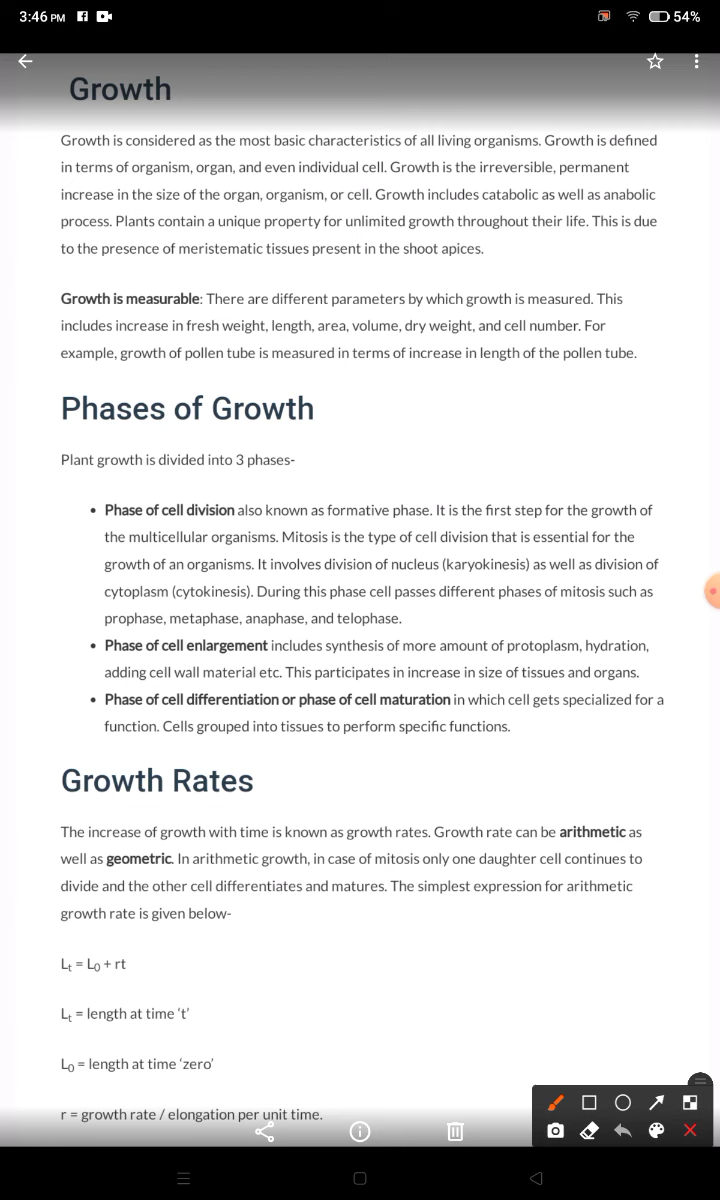 3:46 PM
54%
Growth
Growth is considered as the most basic characteristics of all living organisms. Growth is defined
in terms of organism, organ, and even individual cell. Growth is the irreversible, permanent
increase in the size of the organ, organism, or cell. Growth includes catabolic as well as anabolic
process. Plants contain a unique property for unlimited growth throughout their life. This is due
to the presence of meristematic tissues present in the shoot apices.
Growth is measurable: There are different parameters by which growth is measured. This
includes increase in fresh weight, length, area, volume, dry weight, and cell number. For
example, growth of pollen tube is measured in terms of increase in length of the pollen tube.
Phases of Growth
Plant growth is divided into 3 phases-
• Phase of cell division also known as formative phase. It is the first step for the growth of
the multicellular organisms. Mitosis is the type of cell division that is essential for the
growth of an organisms. It involves division of nucleus (karyokinesis) as well as division of
cytoplasm (cytokinesis). During this phase cell passes different phases of mitosis such as
prophase, metaphase, anaphase, and telophase.
• Phase of cell enlargement includes synthesis of more amount of protoplasm, hydration,
adding cell wall material etc. This participates in increase in size of tissues and organs.
• Phase of cell differentiation or phase of cell maturation in which cell gets specialized for a
function. Cells grouped into tissues to perform specific functions.
Growth Rates
The increase of growth with time is known as growth rates. Growth rate can be arithmetic as
well as geometric. In arithmetic growth, in case of mitosis only one daughter cell continues to
divide and the other cell differentiates and matures. The simplest expression for arithmetic
growth rate is given below-
Lt = L0 + rt
Lt = length at time ‘t’
L0 = length at time ‘zero’
r = growth rate / elongation per unit time.